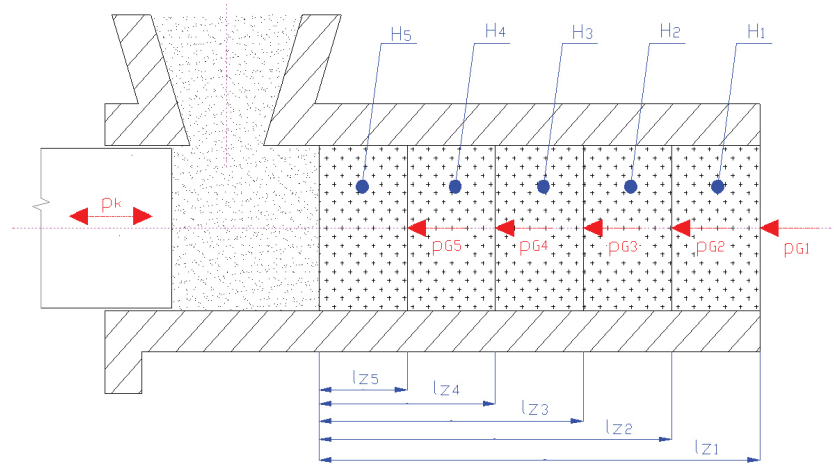 H5 H4 H3 H2 H1
pk
pG5 pG4 pG3 pG2 pG1
lZ5
lZ4
lZ3
lZ2
lZ1